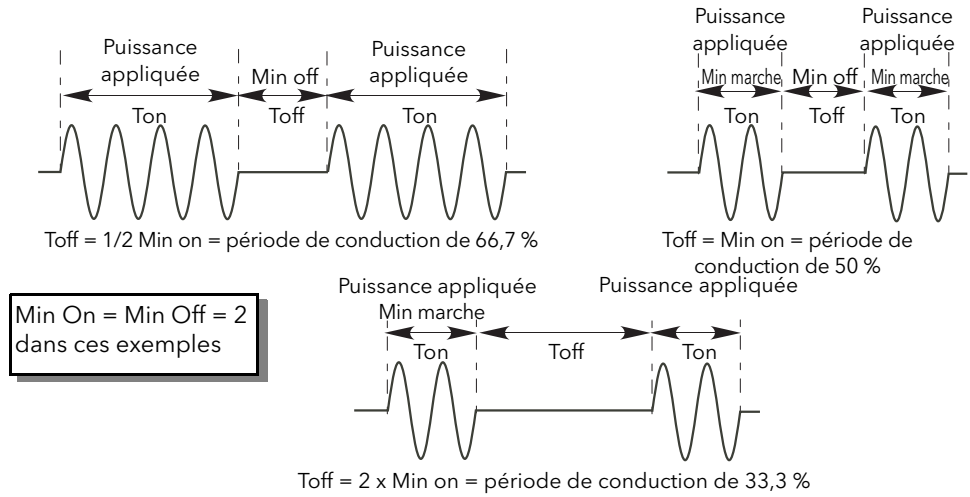 Puissance
appliquée
Min off
Puissance
appliquée
Ton
Toff
Ton
Toff = 1/2 Min on = période de conduction de 66,7 %
Puissance
appliquée
Puissance
appliquée
Min marche
Min off
Min marche
Ton
Toff
Ton
Toff = Min on = période de
conduction de 50 %
Min On = Min Off = 2
dans ces exemples
Puissance appliquée
Puissance appliquée
Min marche
Ton
Toff
Ton
Toff = 2 x Min on = période de conduction de 33,3 %